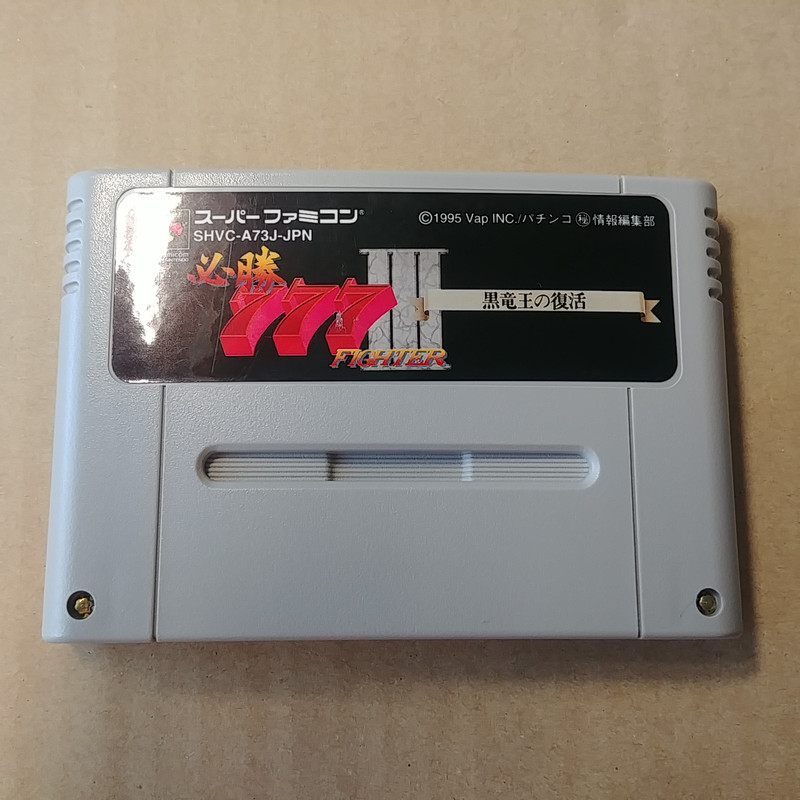 スーパーファミコン®
SHVC-A73J-JPN
©1995 Vap INC./パチンコ㊙情報編集部
必勝
777
FIGHTER
III
黒竜王の復活